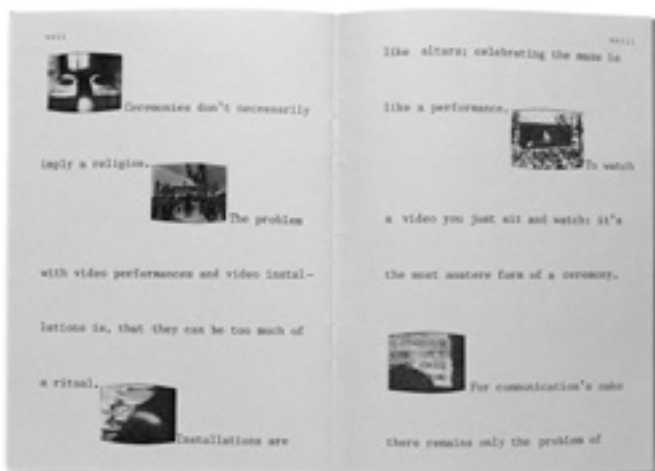 xxii
Ceremonies don't necessarily
imply a religion.
The problem
with video performances and video instal-
lations is, that they can be too much of
a ritual.
Installations are
xxiii
like altars; celebrating the mass is
like a performance.
To watch
a video you just sit and watch: it's
the most austere form of a ceremony.
For communication's sake
there remains only the problem of